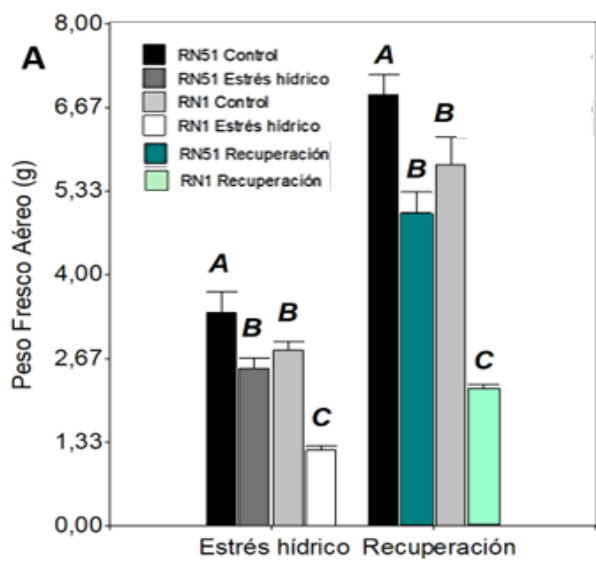 A
Peso Fresco Aéreo (g)
8,00
6,67
5,33
4,00
2,67
1,33
0,00
RN51 Control
RN51 Estrés hídrico
RN1 Control
RN1 Estrés hídrico
RN51 Recuperación
RN1 Recuperación
A
B
B
C
A
B
B
C
Estrés hídrico
Recuperación